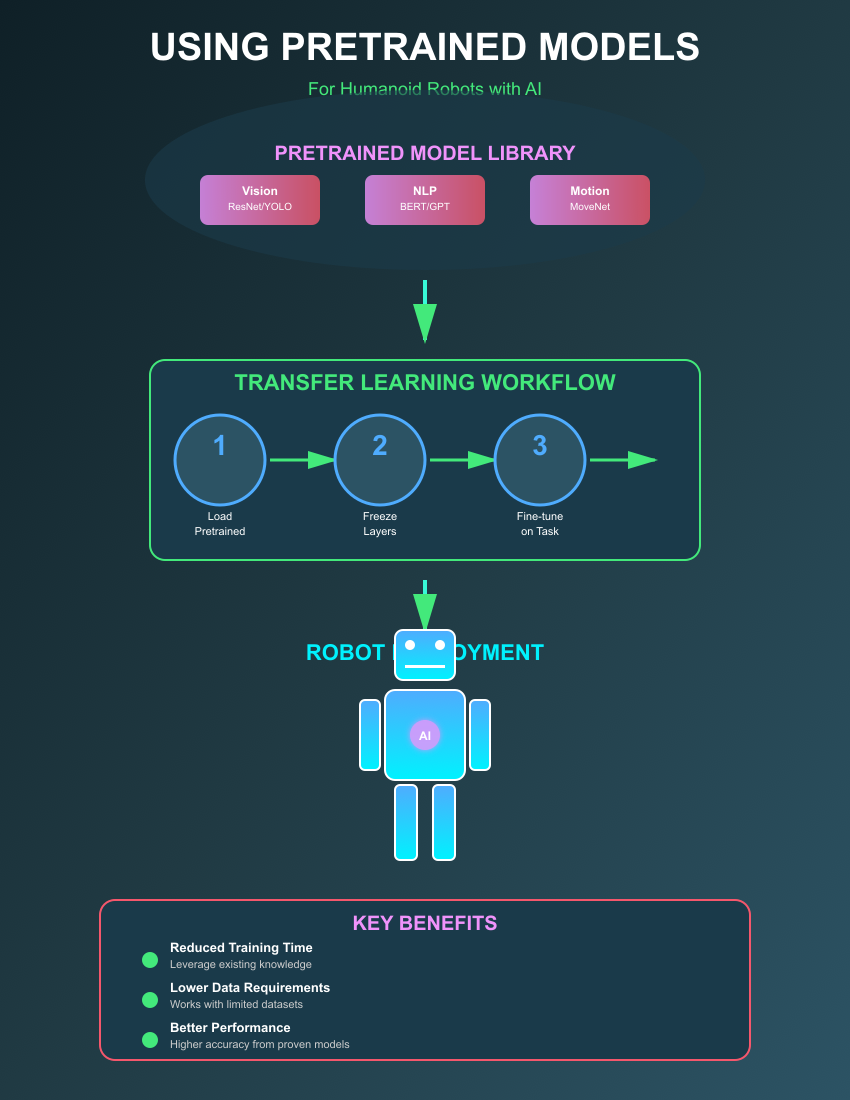 USING PRETRAINED MODELS
For Humanoid Robots with AI
PRETRAINED MODEL LIBRARY
Vision
ResNet/YOLO
NLP
BERT/GPT
Motion
MoveNet
TRANSFER LEARNING WORKFLOW
1
2
3
Load
Pretrained
Freeze
Layers
Fine-tune
on Task
ROBOT
AI
KEY BENEFITS
Reduced Training Time
Leverage existing knowledge
Lower Data Requirements
Works with limited datasets
Better Performance
Higher accuracy from proven models